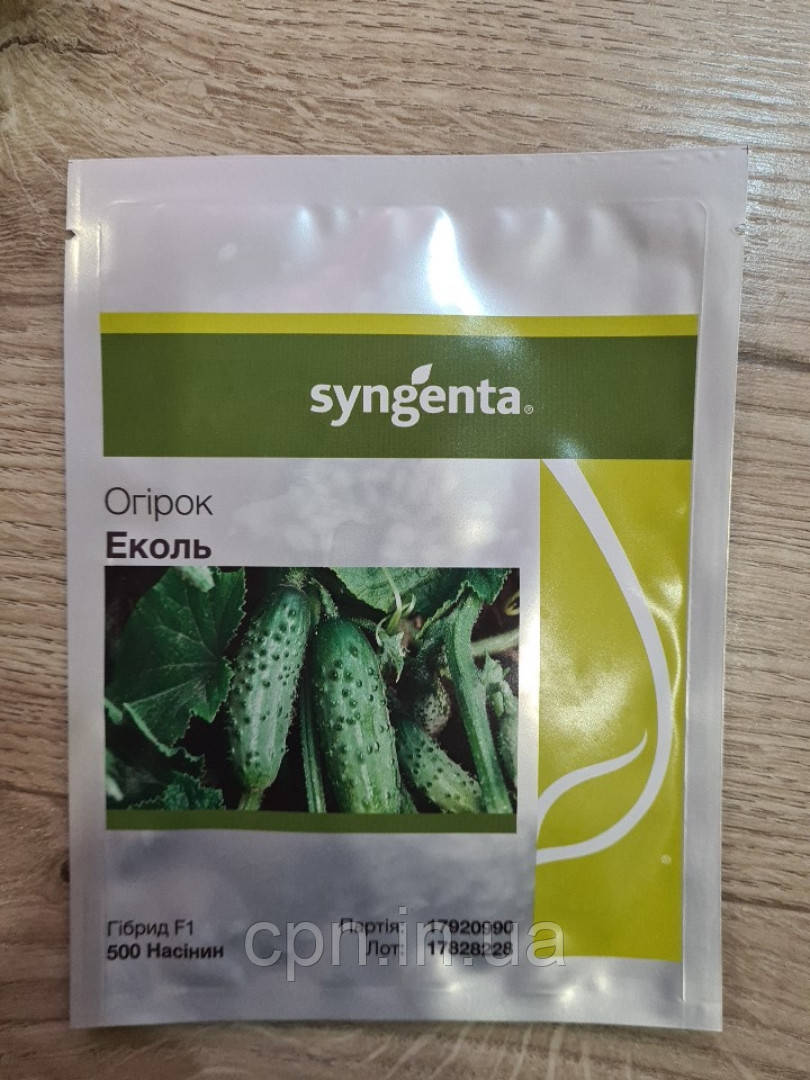 syngenta®
Огірок
Еколь
®
Гібрид F1
500 Насінин
Партія: 17920990
Лот: 17828228
cpn.in.ua